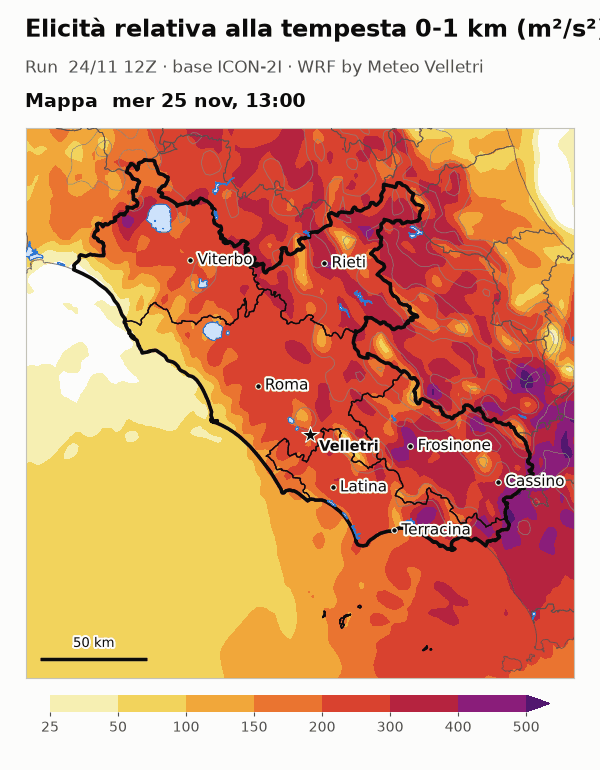 Elicità relativa alla tempesta 0-1 km (m²/s²)
Run 24/11 12Z · base ICON-2I · WRF by Meteo Velletri
Mappa mer 25 nov, 13:00
Viterbo
Rieti
Roma
Velletri
Frosinone
Cassino
Latina
Terracina
50 km
25 50 100 150 200 300 400 500